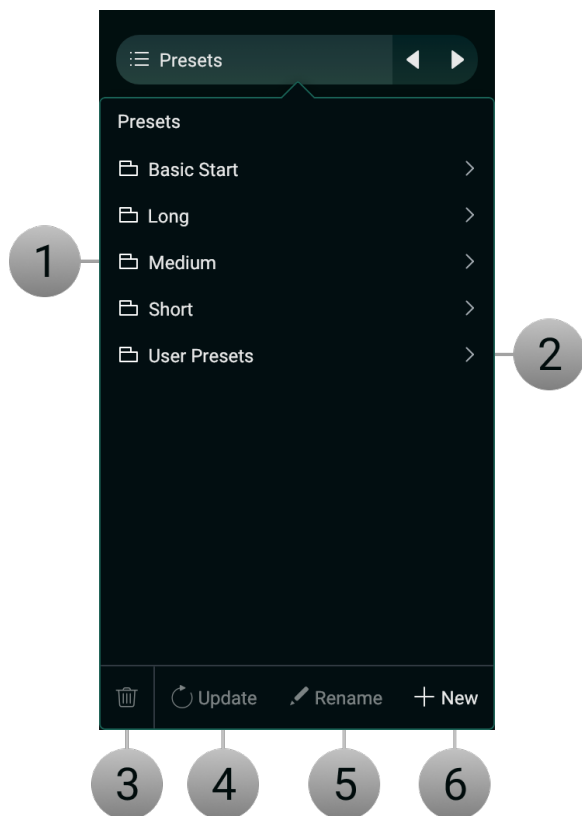 Presets
Presets
Basic Start
Long
1
Medium
Short
User Presets
2
Update Rename New
3 4 5 6